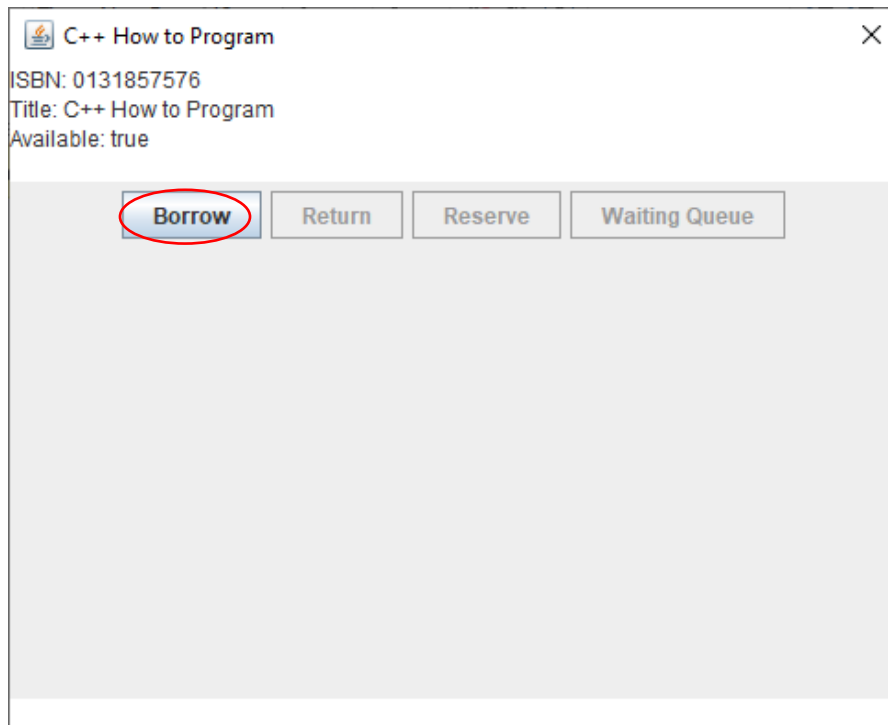 C++ How to Program
ISBN: 0131857576
Title: C++ How to Program
Available: true
Borrow Return Reserve Waiting Queue